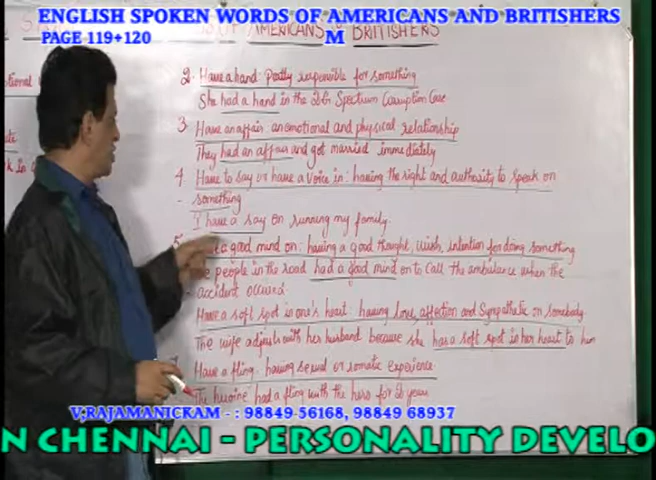 ENGLISH SPOKEN WORDS OF AMERICANS AND BRITISHERS
PAGE 119+120 M
OF AMERICANS BRITISHERS
2. Have a hand: Partly responsible for something
She had a hand in the 2G Spectrum Corruption Case
3. Have an affair: an emotional and physical relationship
They had an affair and got married immediately
4. Have to say or have a voice in: having the right and authority to speak on
- something
I have a say on running my family.
5 a good mind on: having a good thought, wish, intention for doing something
people in the road had a good mind on to call the ambulance when the
accident occured
Have a soft spot in one's heart: having love, affection and Sympathetic on somebody.
The wife adjusts with her husband because she has a soft spot in her heart to him
Have a fling: having sexual or somatic experience
The heroine had a fling with the hero for 20 years
V.RAJAMANICKAM - : 98849-56168, 98849 68937
N CHENNAI - PERSONALITY DEVELO